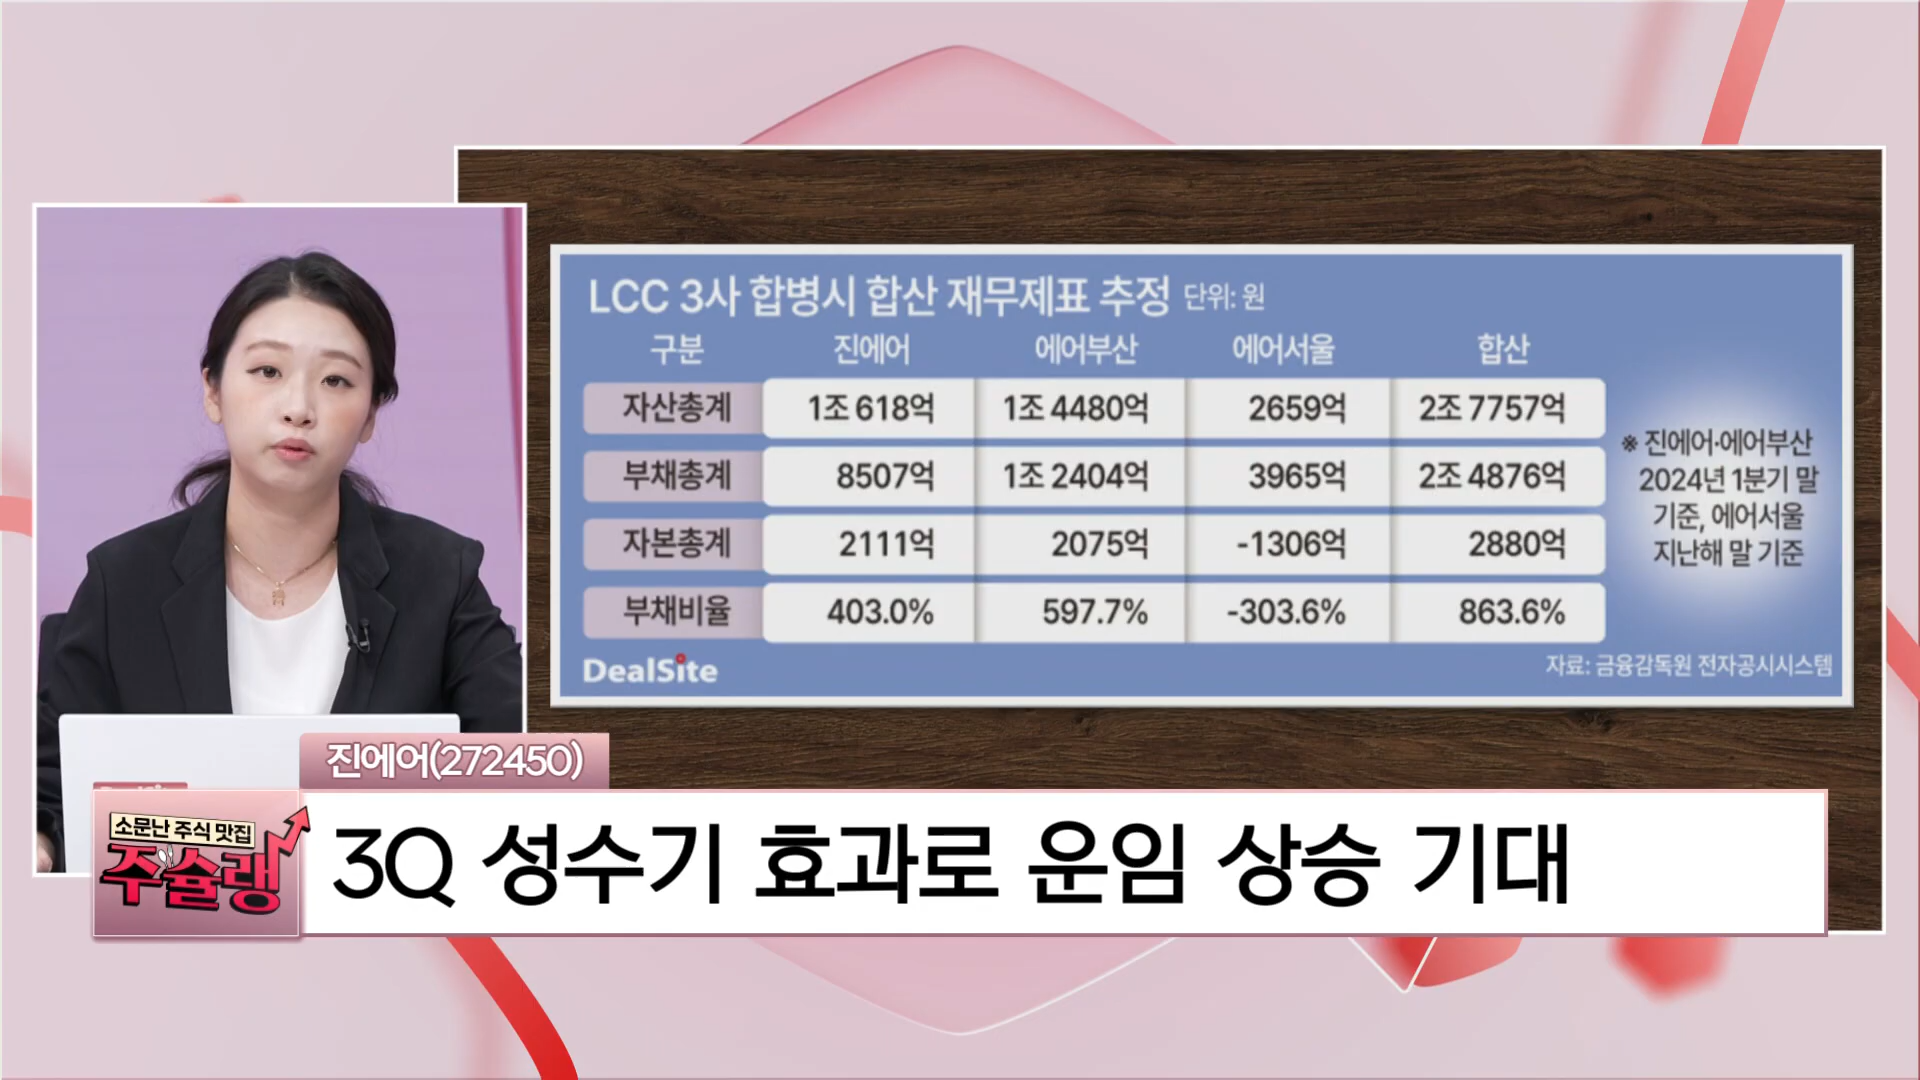 LCC 3사 합병시 합산 재무제표 추정 단위: 원
구분 진에어 에어부산 에어서울 합산
자산총계 1조 618억 1조 4480억 2659억 2조 7757억
부채총계 8507억 1조 2404억 3965억 2조 4876억
자본총계 2111억 2075억 -1306억 2880억
부채비율 403.0% 597.7% -303.6% 863.6%
※ 진에어·에어부산
2024년 1분기 말
기준, 에어서울
지난해 말 기준
DealSite
자료: 금융감독원 전자공시시스템
진에어(272450)
소문난 주식 맛집
주슐랭
3Q 성수기 효과로 운임 상승 기대